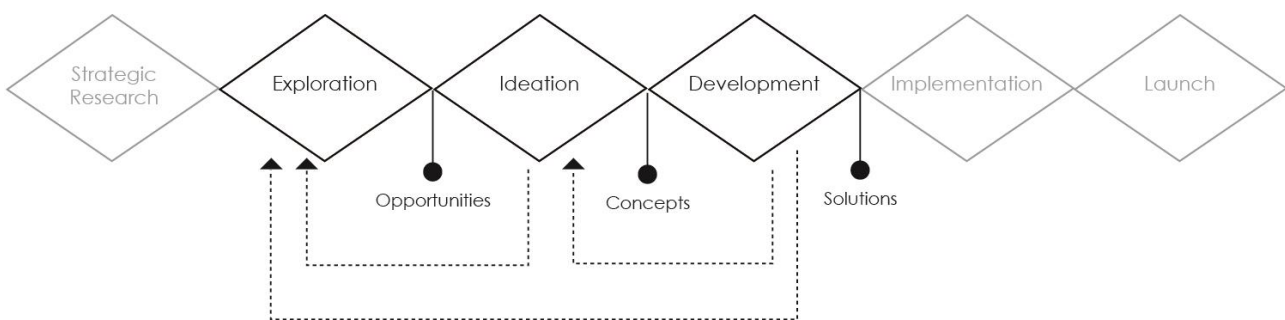 Strategic
Research
Exploration
Ideation
Development
Implementation
Launch
Opportunities
Concepts
Solutions